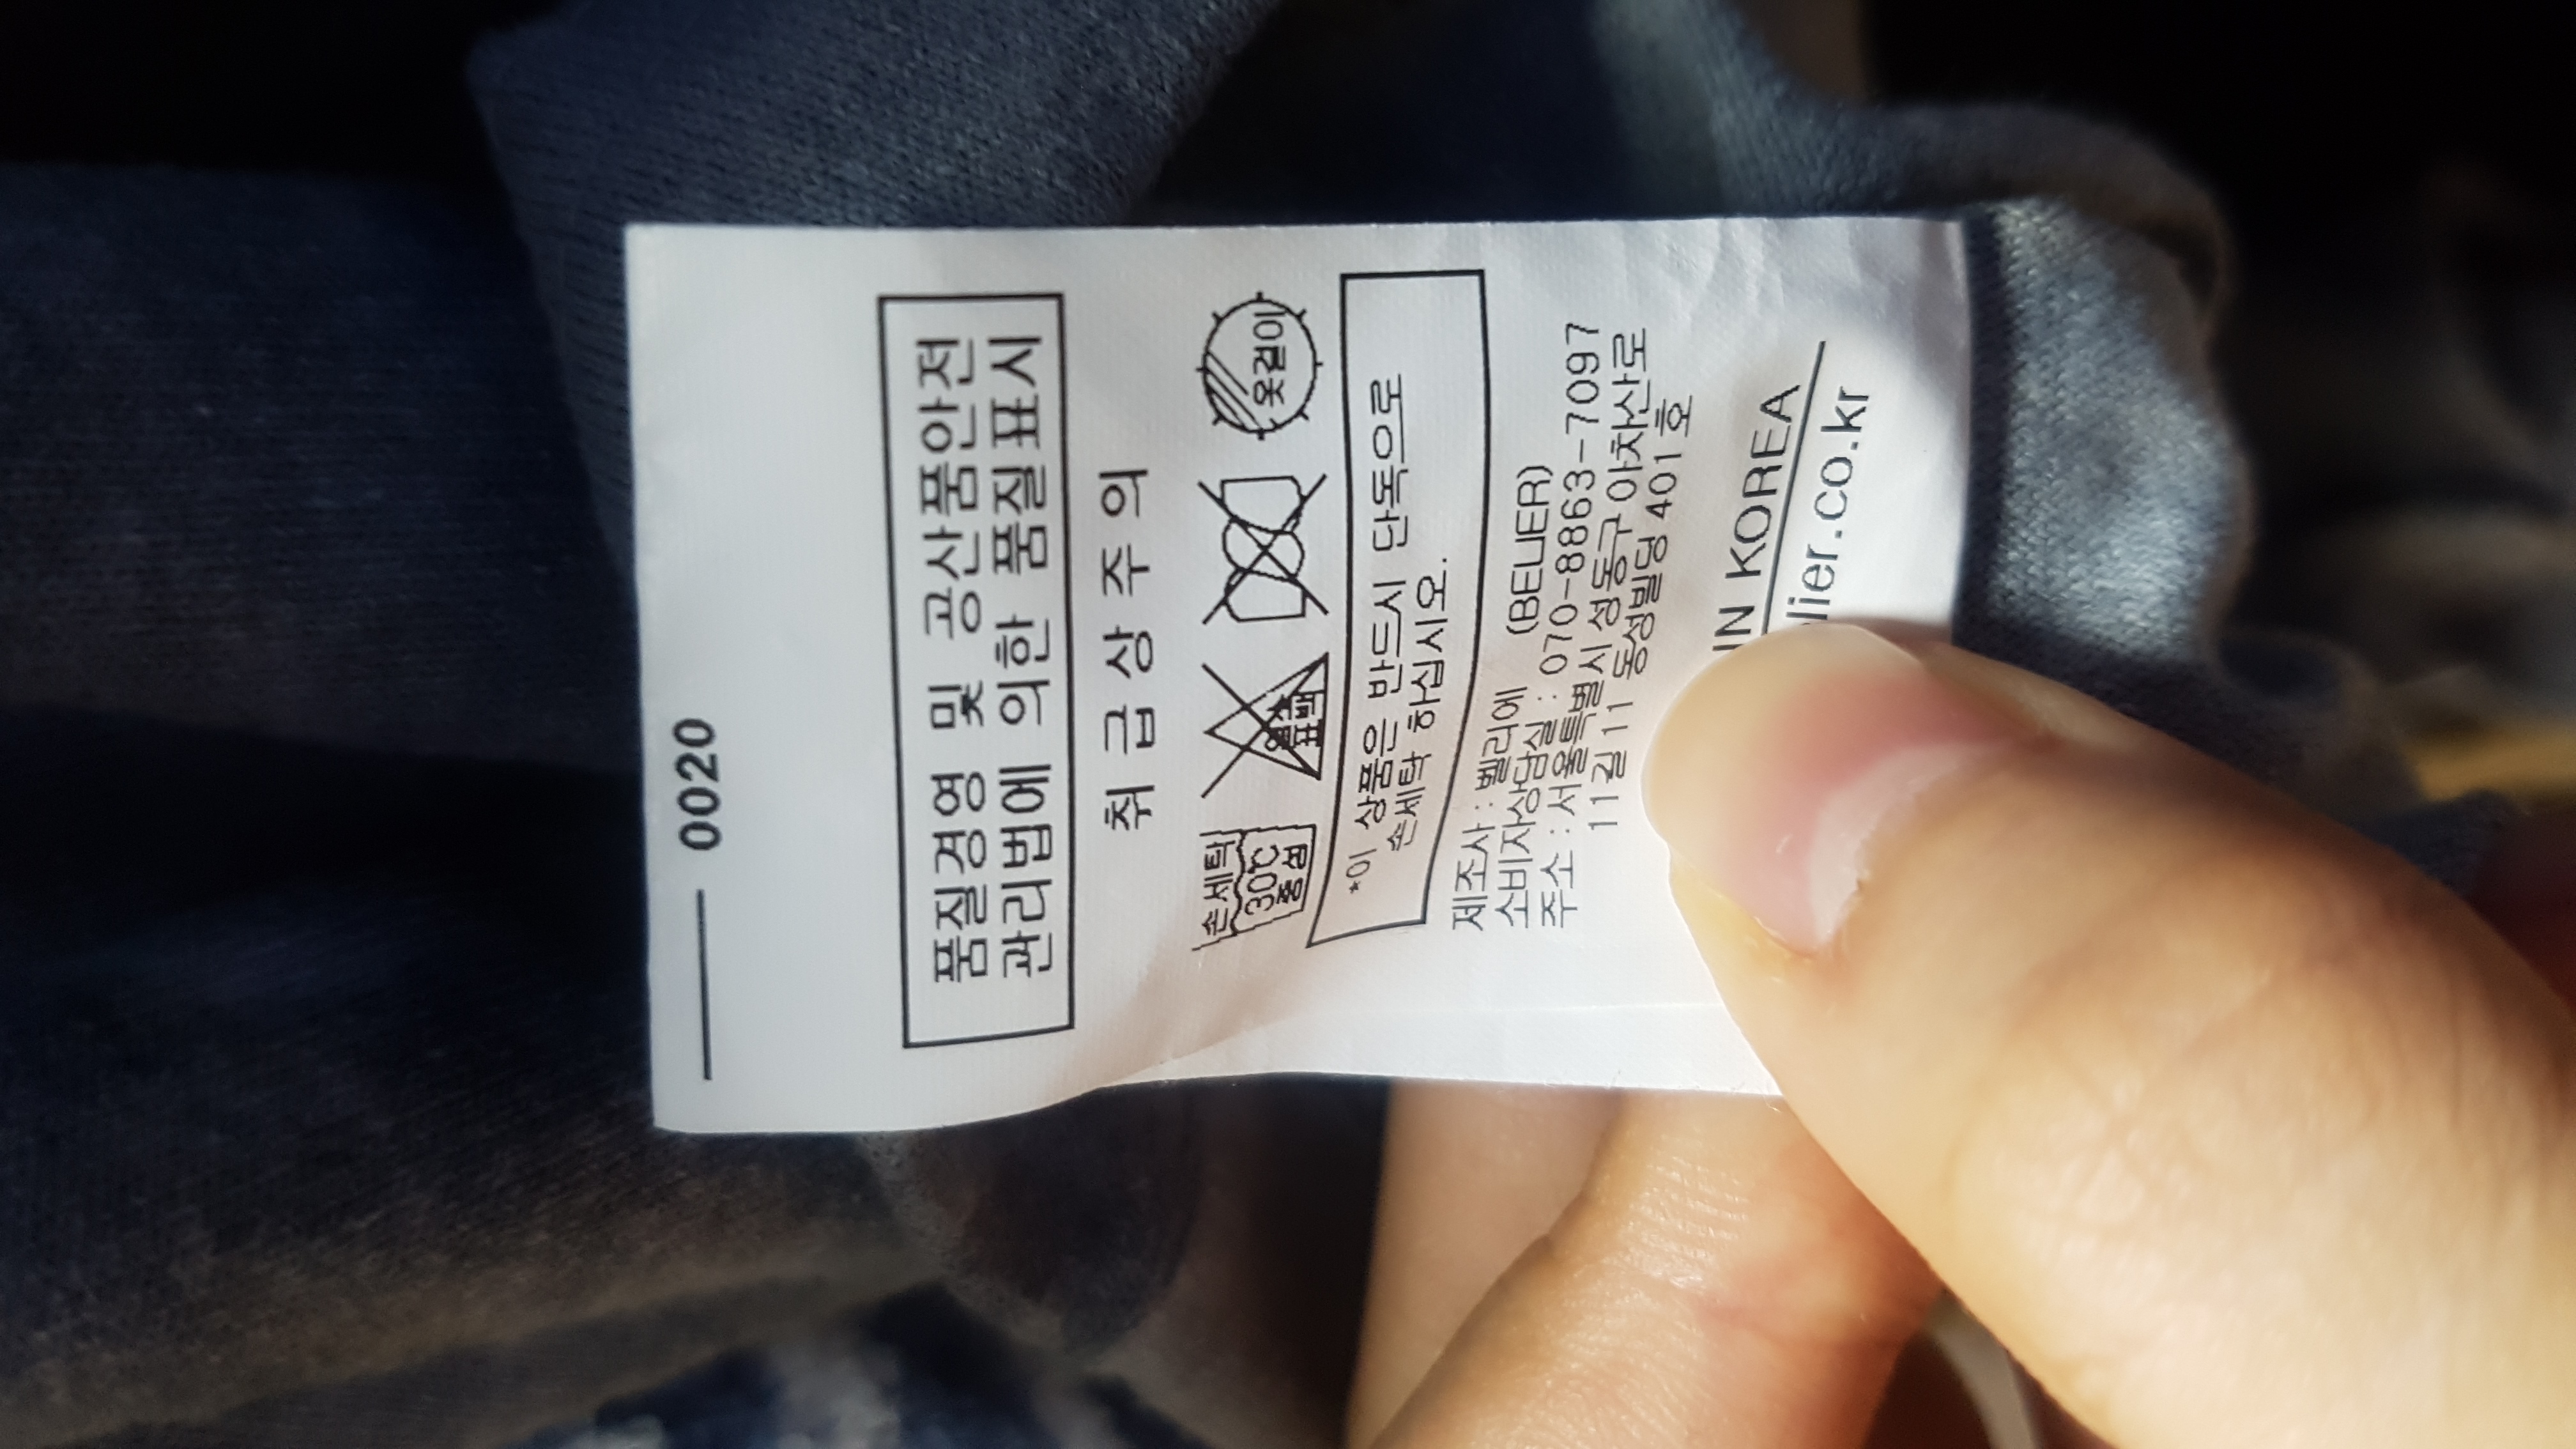 0020
품질경영 및 공산품안전
관리법에 의한 품질표시
취급상주의
손세탁
30℃
중성
표백
옷걸이
*이 상품은 반드시 단독으로
손세탁 하십시오.
제조사 : 벨리에 (BELIER)
소비자상담실 : 070-8863-7097
주소 : 서울특별시 성동구 아차산로
11길 11 동성빌딩 401호
IN KOREA
lier.co.kr